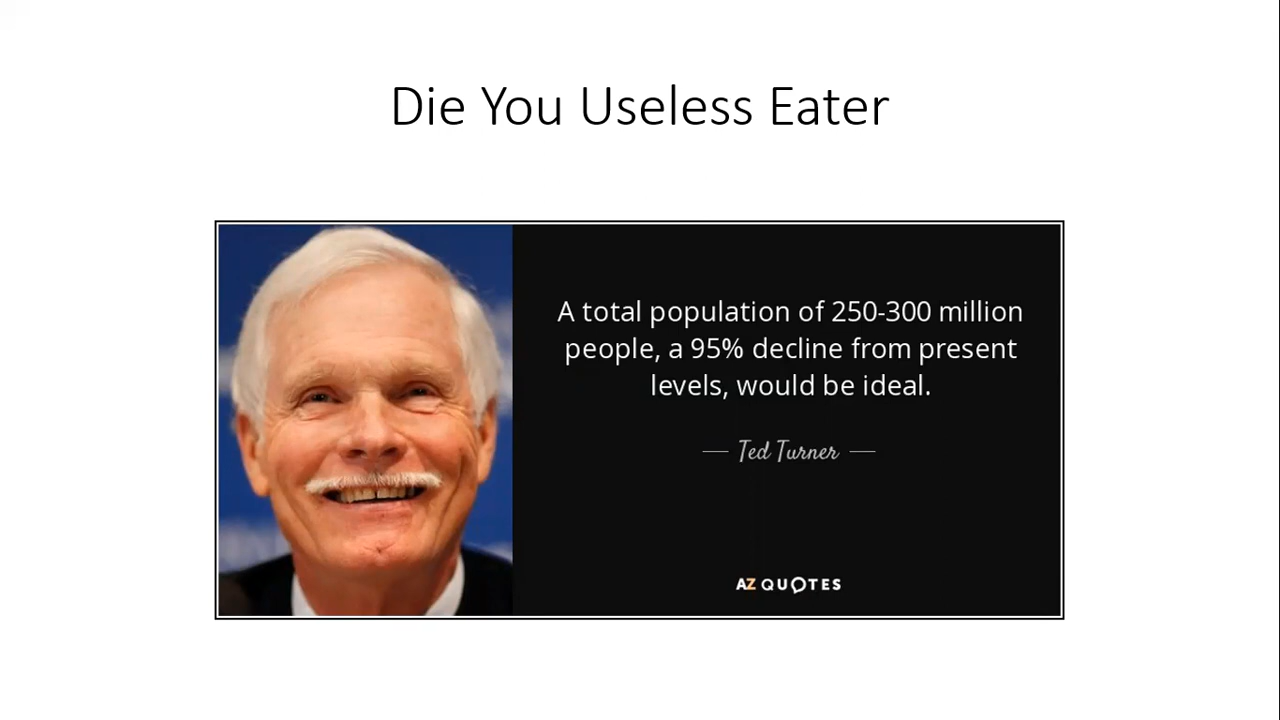 Die You Useless Eater
A total population of 250-300 million
people, a 95% decline from present
levels, would be ideal.
— Ted Turner —
AZ QUOTES